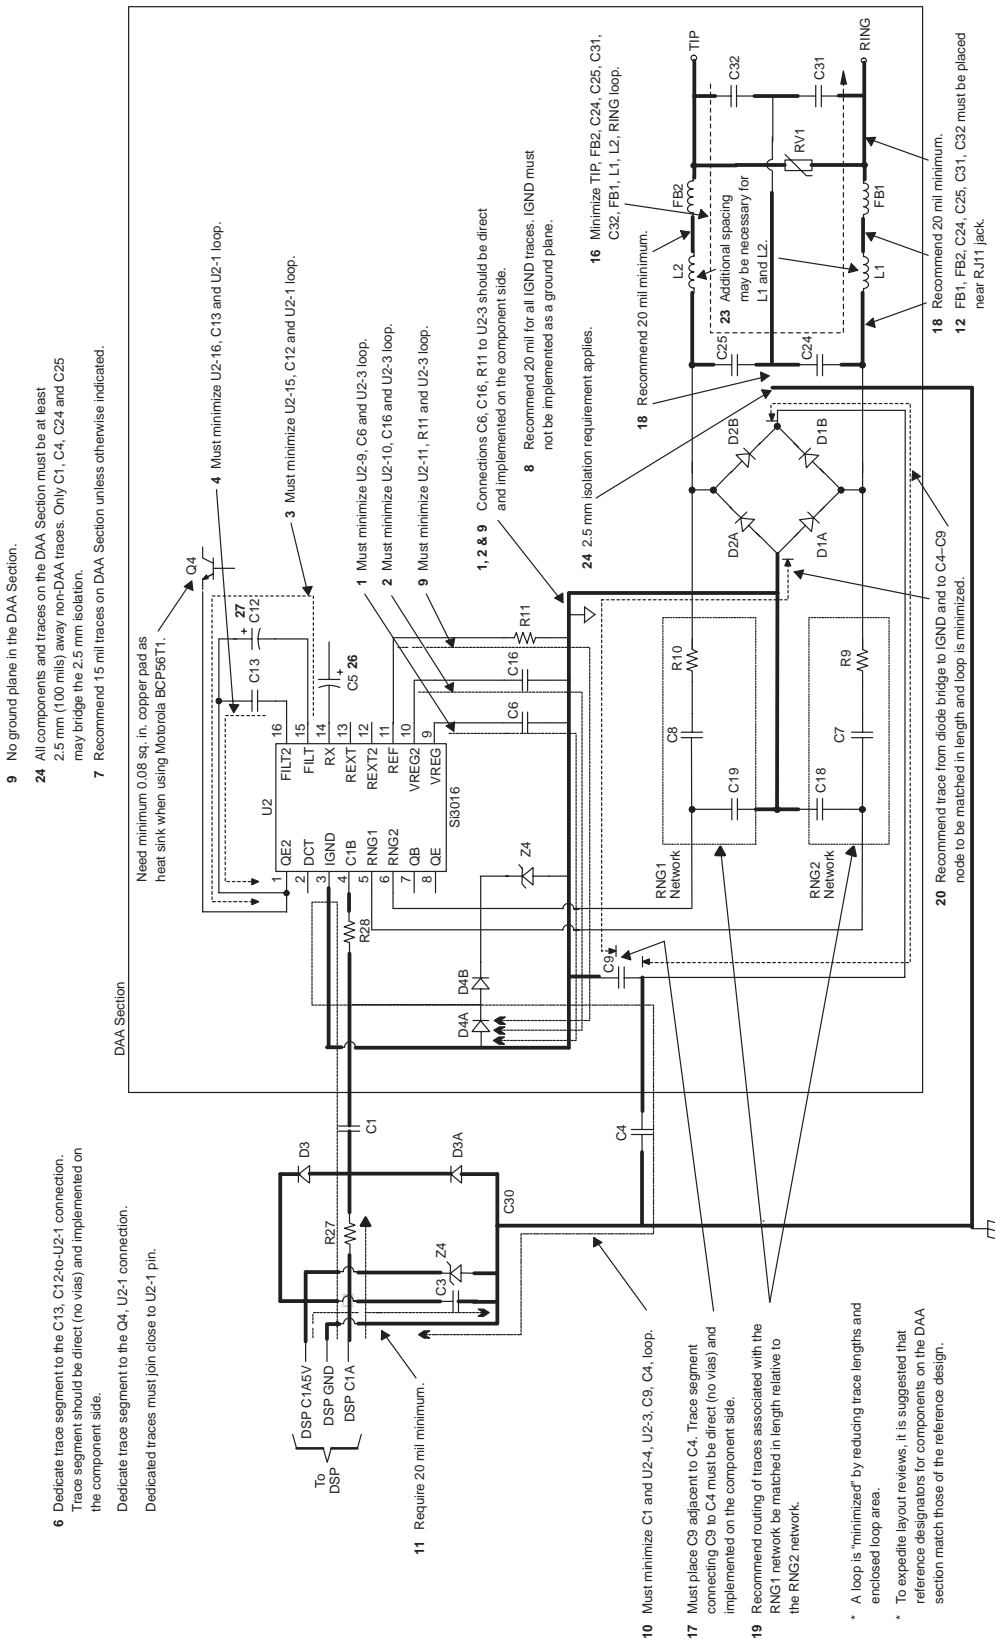 6 Dedicate trace segment to the C13, C12-to-U2-1 connection.
Trace segment should be direct (no vias) and implemented on
the component side.
Dedicate trace segment to the Q4, U2-1 connection.
Dedicated traces must join close to U2-1 pin.
9 No ground plane in the DAA Section.
24 All components and traces on the DAA Section must be at least
2.5 mm (100 mils) away non-DAA traces. Only C1, C4, C24 and C25
may bridge the 2.5 mm isolation.
7 Recommend 15 mil traces on DAA Section unless otherwise indicated.
DAA Section
Need minimum 0.08 sq. in. copper pad as
heat sink when using Motorola BCP56T1.
Q4
4 Must minimize U2-16, C13 and U2-1 loop.
3 Must minimize U2-15, C12 and U2-1 loop.
1 Must minimize U2-9, C6 and U2-3 loop.
2 Must minimize U2-10, C16 and U2-3 loop.
9 Must minimize U2-11, R11 and U2-3 loop.
1, 2 & 9 Connections C6, C16, R11 to U2-3 should be direct
and implemented on the component side.
8 Recommend 20 mil for all IGND traces. IGND must
not be implemented as a ground plane.
16 Minimize TIP, FB2, C24, C25, C31,
C32, FB1, L1, L2, RING loop.
18 Recommend 20 mil minimum.
24 2.5 mm isolation requirement applies.
23 Additional spacing
may be necessary for
L1 and L2.
TIP
RING
C32
C31
RV1
FB2
FB1
L2
L1
C25
C24
18 Recommend 20 mil minimum.
12 FB1, FB2, C24, C25, C31, C32 must be placed
near RJ11 jack.
D2B
D1B
D2A
D1A
20 Recommend trace from diode bridge to IGND and to C4–C9
node to be matched in length and loop is minimized.
27
+
C12
C13
+
26
C5
U2
Si3016
1 QE2
2 DCT
3 IGND
4 C1B
5 RNG1
6 RNG2
7 QB
8 QE
FILT2 16
FILT 15
RX 14
REXT 13
REXT2 12
REF 11
VREG2 10
VREG 9
R11
C16
C6
Z4
R28
D4B
D4A
C9
R10
C8
C19
RNG1
Network
R9
C7
C18
RNG2
Network
C1
C4
D3
D3A
C30
R27
Z4
C3
DSP C1A5V
DSP GND
DSP C1A
To
DSP
11 Require 20 mil minimum.
10 Must minimize C1 and U2-4, U2-3, C9, C4, loop.
17 Must place C9 adjacent to C4. Trace segment
connecting C9 to C4 must be direct (no vias) and
implemented on the component side.
19 Recommend routing of traces associated with the
RNG1 network be matched in length relative to
the RNG2 network.
* A loop is “minimized” by reducing trace lengths and
enclosed loop area.
* To expedite layout reviews, it is suggested that
reference designators for components on the DAA
section match those of the reference design.